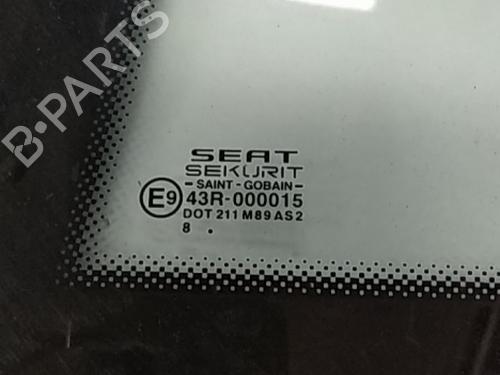 B-PARTS
SEAT
SEKURIT
SAINT-GOBAIN
E9 43R-000015
DOT 211 M89 AS2
8 .